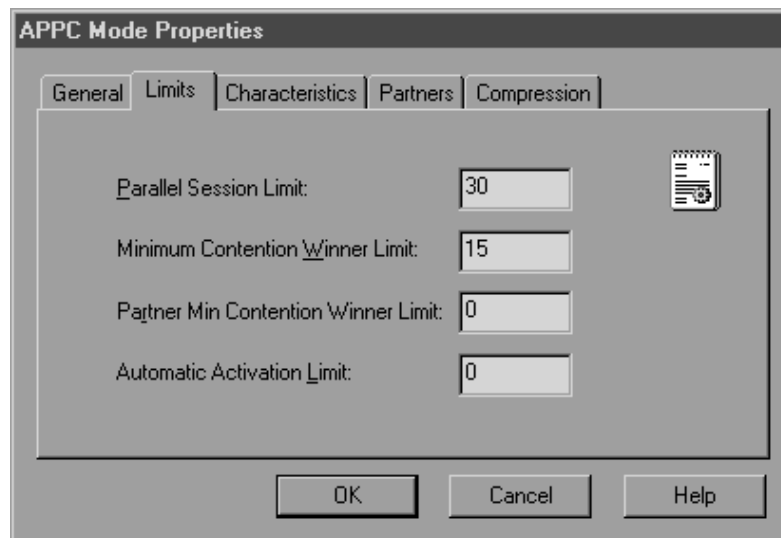 APPC Mode Properties
General Limits Characteristics Partners Compression
Parallel Session Limit: 30
Minimum Contention Winner Limit: 15
Partner Min Contention Winner Limit: 0
Automatic Activation Limit: 0
OK Cancel Help